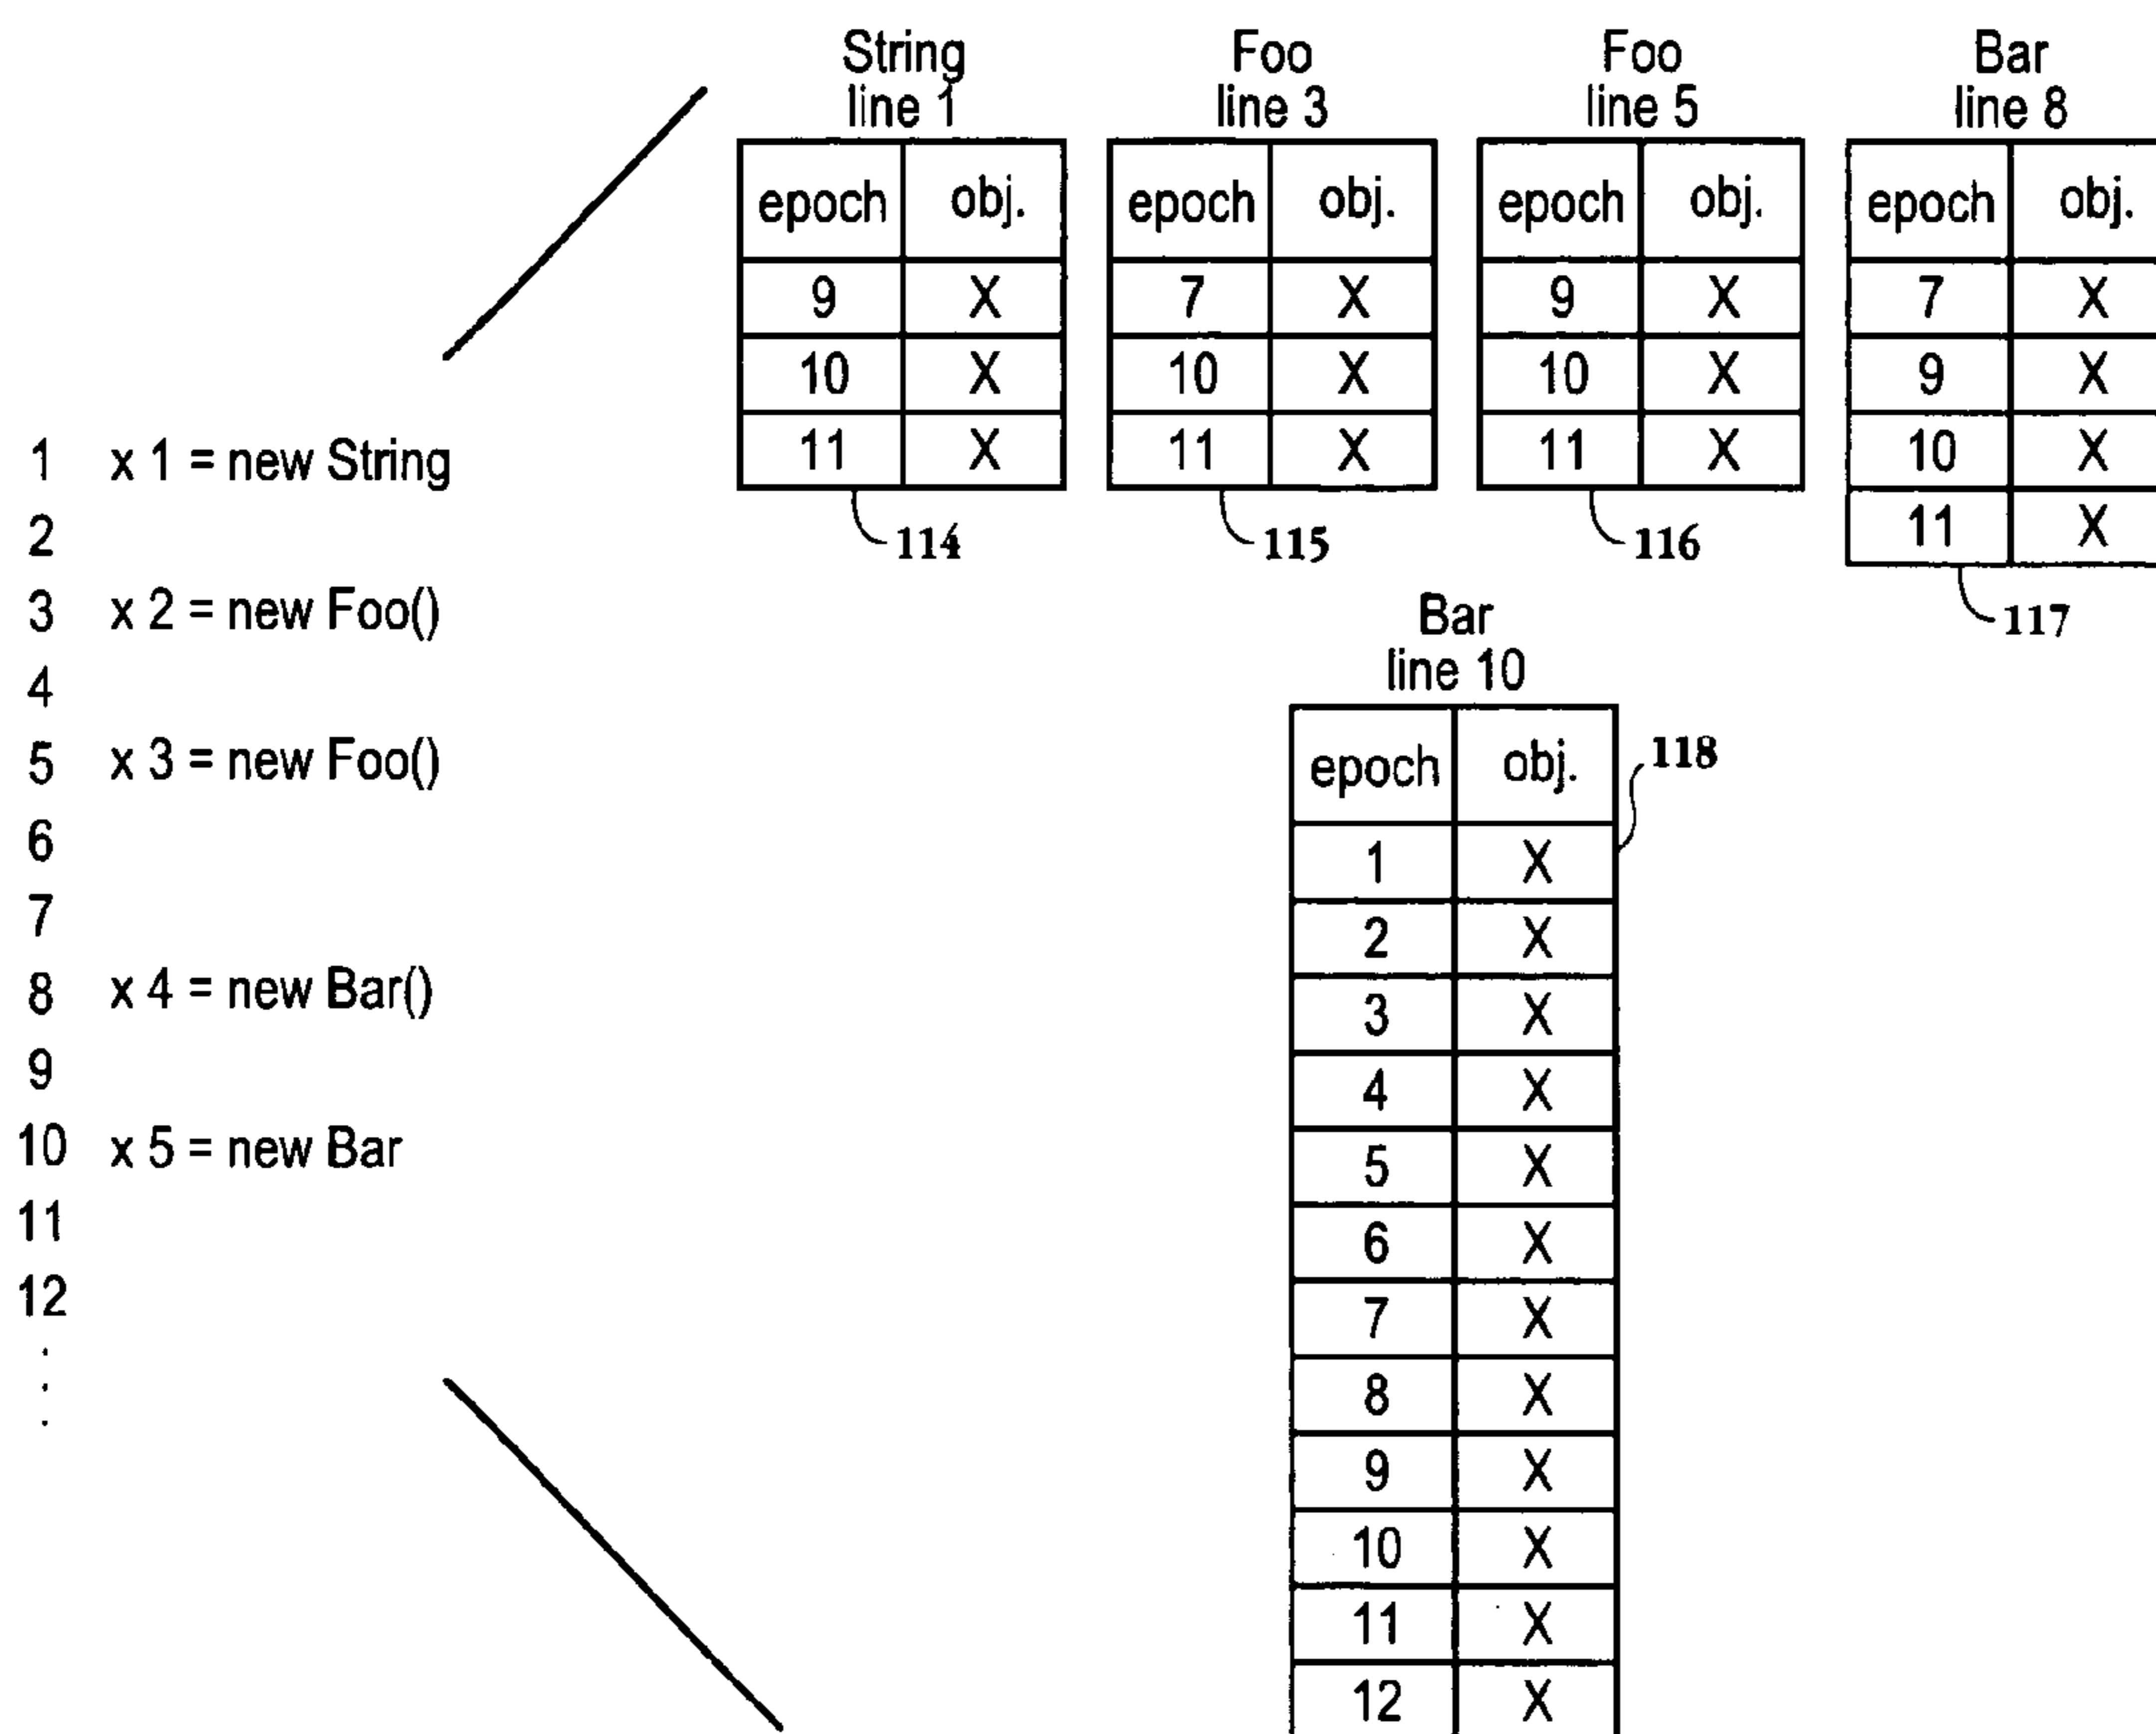 String
line 1
epoch obj.
9 X
10 X
11 X
114
Foo
line 3
epoch obj.
7 X
10 X
11 X
115
Foo
line 5
epoch obj.
9 X
10 X
11 X
116
Bar
line 8
epoch obj.
7 X
9 X
10 X
11 X
117
1 x 1 = new String
2
3 x 2 = new Foo()
4
5 x 3 = new Foo()
6
7
8 x 4 = new Bar()
9
10 x 5 = new Bar
11
12
.
.
.
Bar
line 10
epoch obj.
118
1 X
2 X
3 X
4 X
5 X
6 X
7 X
8 X
9 X
10 X
11 X
12 X